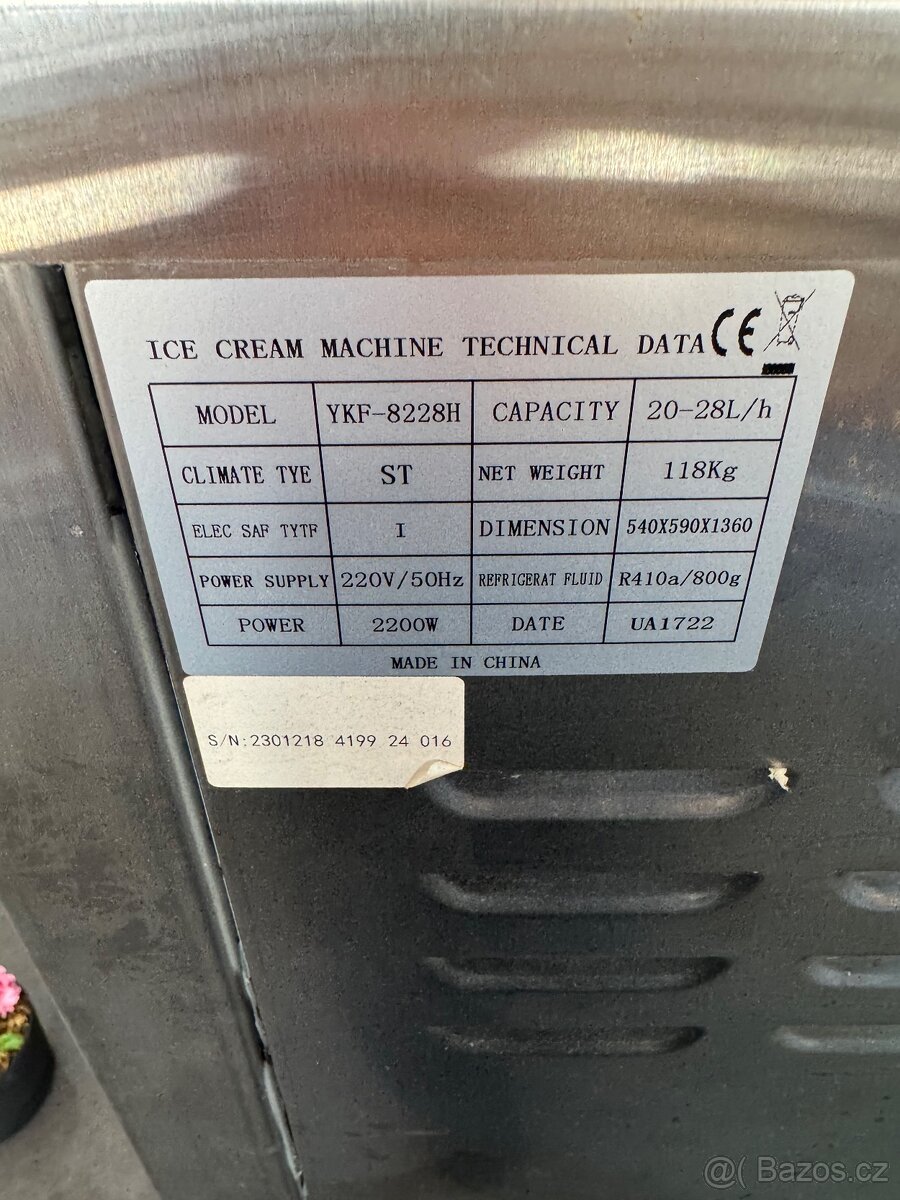 ICE CREAM MACHINE TECHNICAL DATA CE
MODEL YKF-8228H CAPACITY 20-28L/h
CLIMATE TYE ST NET WEIGHT 118Kg
ELEC SAF TYTF I DIMENSION 540X590X1360
POWER SUPPLY 220V/50Hz REFRIGERAT FLUID R410a/800g
POWER 2200W DATE UA1722
MADE IN CHINA
S/N:2301218 4199 24 016
@( Bazos.cz